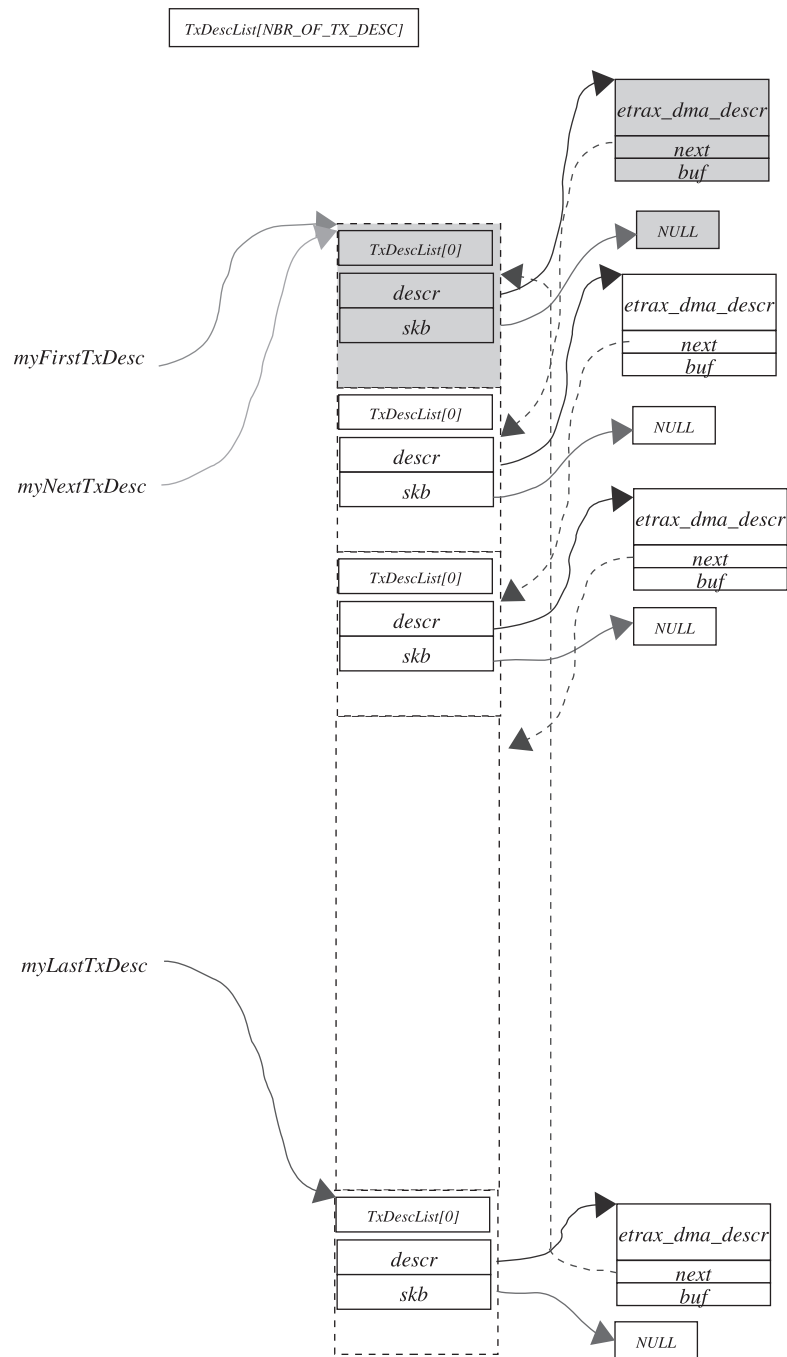 TxDescList[NBR_OF_TX_DESC]
etrax_dma_descr
next
buf
NULL
TxDescList[0]
descr
skb
etrax_dma_descr
next
buf
myFirstTxDesc
TxDescList[0]
NULL
descr
skb
myNextTxDesc
etrax_dma_descr
next
buf
TxDescList[0]
descr
NULL
skb
myLastTxDesc
TxDescList[0]
etrax_dma_descr
descr
next
skb
buf
NULL